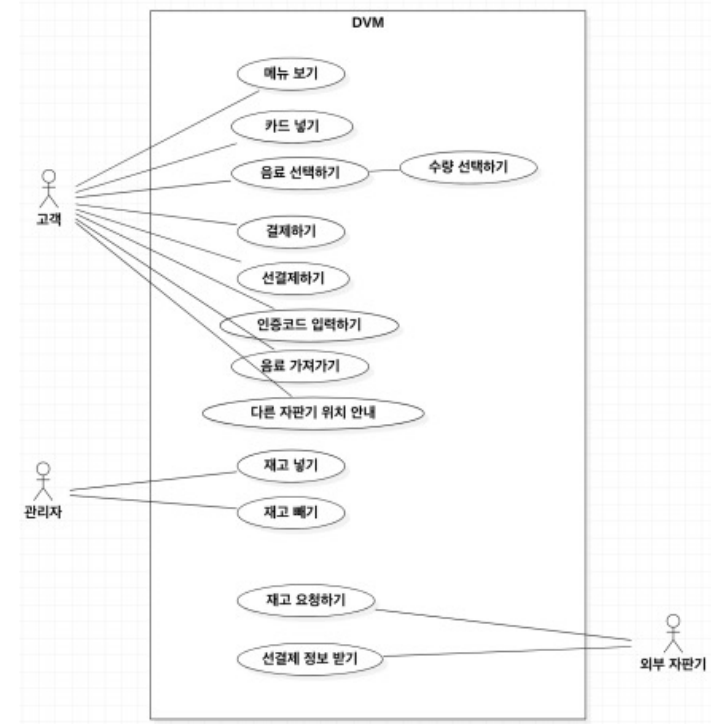 DVM
메뉴 보기
카드 넣기
음료 선택하기
수량 선택하기
고객
결제하기
선결제하기
인증코드 입력하기
음료 가져가기
다른 자판기 위치 안내
재고 넣기
관리자
재고 빼기
재고 요청하기
외부 자판기
선결제 정보 받기